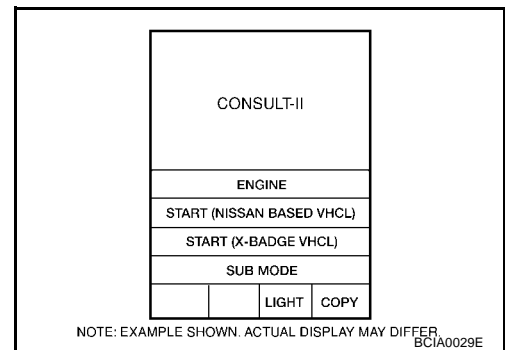 CONSULT-II
ENGINE
START (NISSAN BASED VHCL)
START (X-BADGE VHCL)
SUB MODE
LIGHT COPY
NOTE: EXAMPLE SHOWN. ACTUAL DISPLAY MAY DIFFER.
BCIA0029E